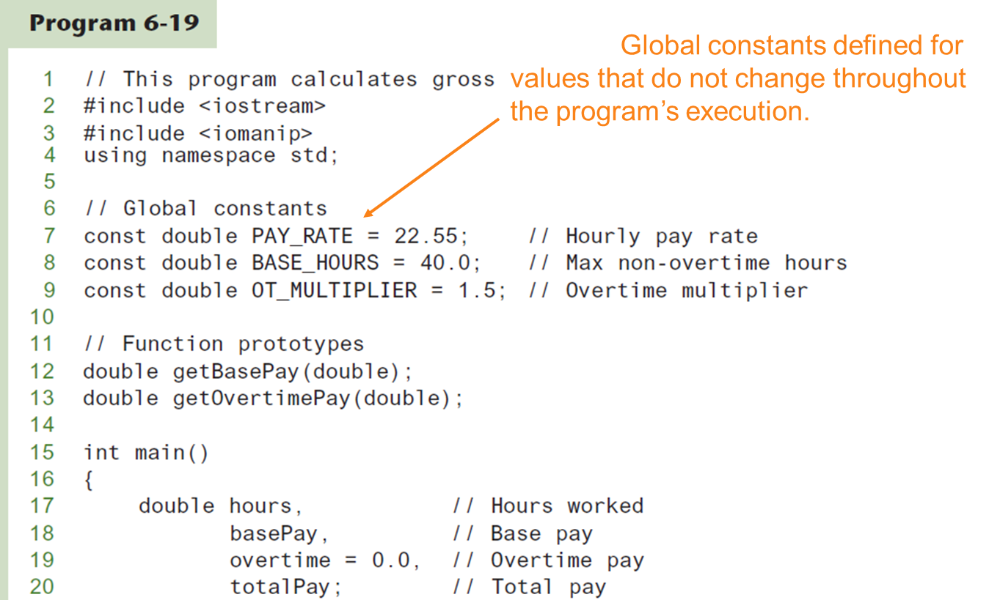 Program 6-19
Global constants defined for
values that do not change throughout
the program’s execution.
1 // This program calculates gross
2 #include <iostream>
3 #include <iomanip>
4 using namespace std;
5
6 // Global constants
7 const double PAY_RATE = 22.55; // Hourly pay rate
8 const double BASE_HOURS = 40.0; // Max non-overtime hours
9 const double OT_MULTIPLIER = 1.5; // Overtime multiplier
10
11 // Function prototypes
12 double getBasePay(double);
13 double getOvertimePay(double);
14
15 int main()
16 {
17 double hours, // Hours worked
18 basePay, // Base pay
19 overtime = 0.0, // Overtime pay
20 totalPay; // Total pay